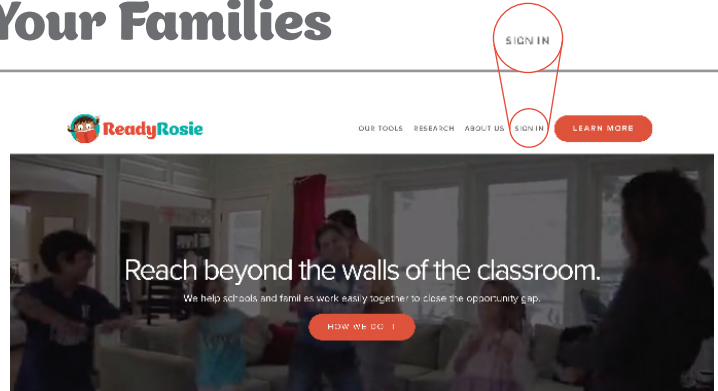 Your Families
SIGN IN
ReadyRosie
OUR TOOLS RESEARCH ABOUT US SIGN IN LEARN MORE
Reach beyond the walls of the classroom.
We help schools and families work easily together to close the opportunity gap.
HOW WE DO IT